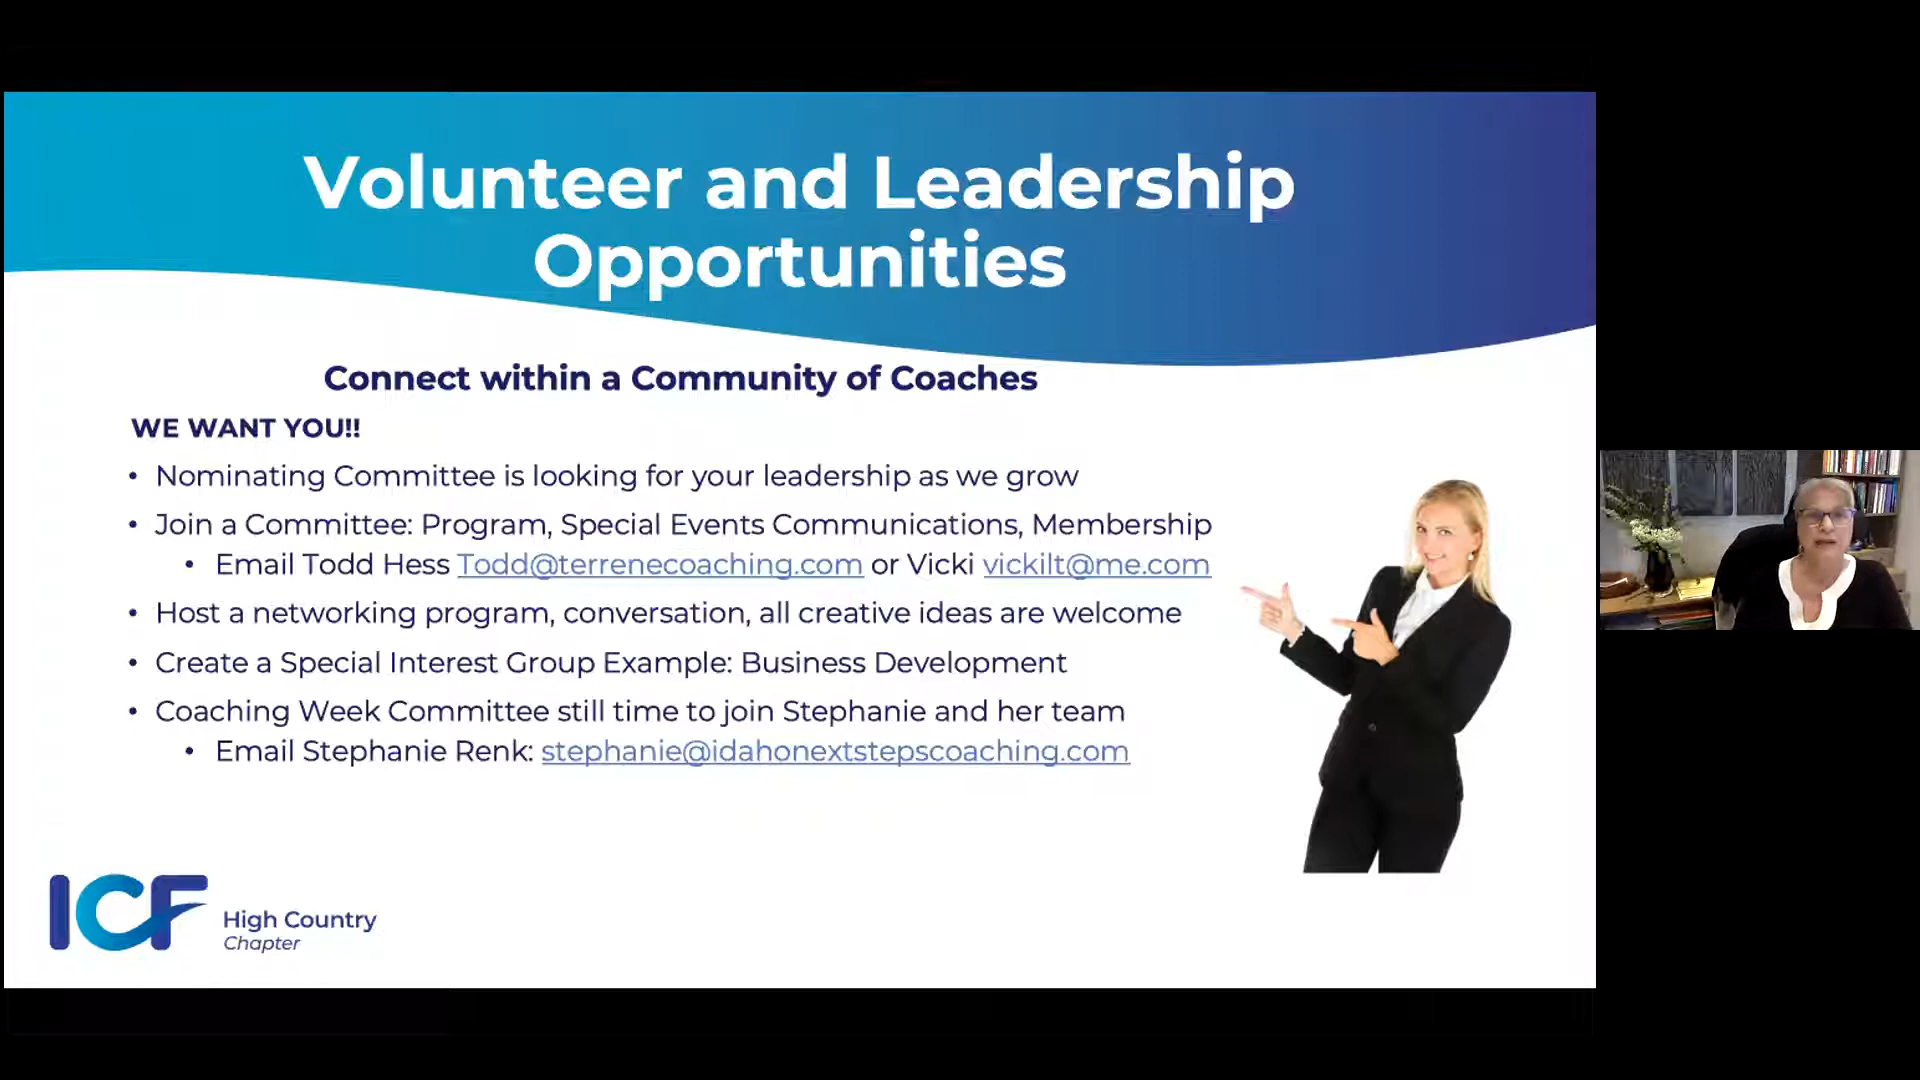 Volunteer and Leadership
Opportunities
Connect within a Community of Coaches
WE WANT YOU!!
• Nominating Committee is looking for your leadership as we grow
• Join a Committee: Program, Special Events Communications, Membership
• Email Todd Hess Todd@terrenecoaching.com or Vicki vickilt@me.com
• Host a networking program, conversation, all creative ideas are welcome
• Create a Special Interest Group Example: Business Development
• Coaching Week Committee still time to join Stephanie and her team
• Email Stephanie Renk: stephanie@idahonextstepscoaching.com
ICF
High Country
Chapter